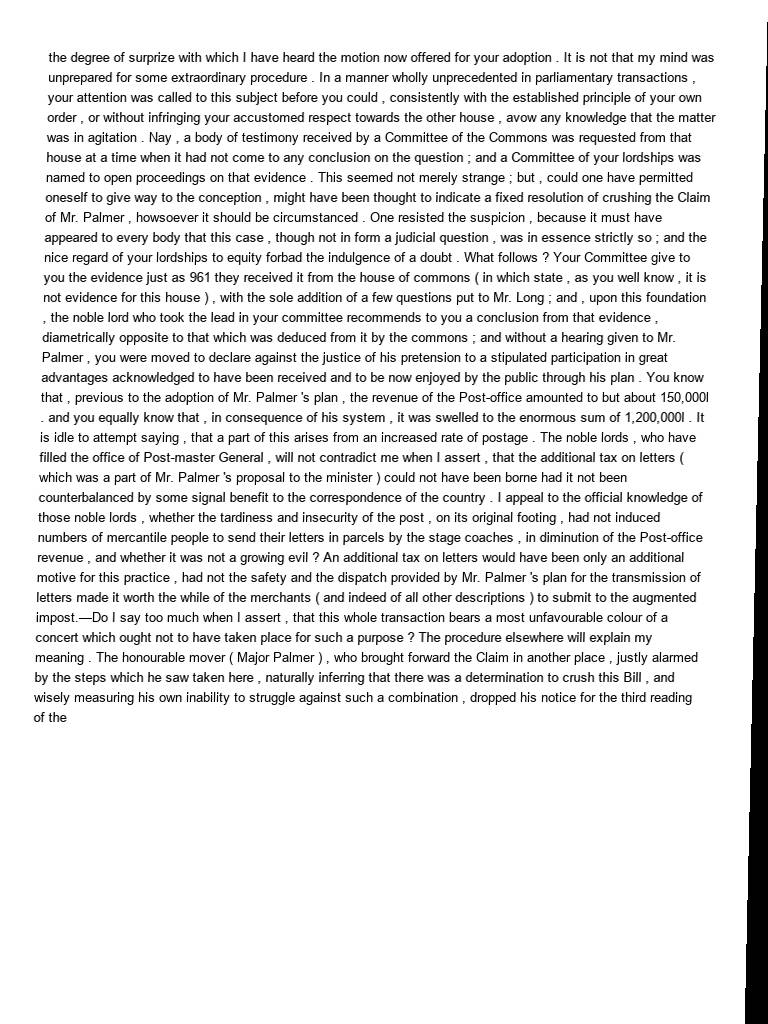 the degree of surprize with which I have heard the motion now offered for your adoption . It is not that my mind was
unprepared for some extraordinary procedure . In a manner wholly unprecedented in parliamentary transactions ,
your attention was called to this subject before you could , consistently with the established principle of your own
order , or without infringing your accustomed respect towards the other house , avow any knowledge that the matter
was in agitation . Nay , a body of testimony received by a Committee of the Commons was requested from that
house at a time when it had not come to any conclusion on the question ; and a Committee of your lordships was
named to open proceedings on that evidence . This seemed not merely strange ; but , could one have permitted
oneself to give way to the conception , might have been thought to indicate a fixed resolution of crushing the Claim
of Mr. Palmer , howsoever it should be circumstanced . One resisted the suspicion , because it must have
appeared to every body that this case , though not in form a judicial question , was in essence strictly so ; and the
nice regard of your lordships to equity forbad the indulgence of a doubt . What follows ? Your Committee give to
you the evidence just as 961 they received it from the house of commons ( in which state , as you well know , it is
not evidence for this house ) , with the sole addition of a few questions put to Mr. Long ; and , upon this foundation
, the noble lord who took the lead in your committee recommends to you a conclusion from that evidence ,
diametrically opposite to that which was deduced from it by the commons ; and without a hearing given to Mr.
Palmer , you were moved to declare against the justice of his pretension to a stipulated participation in great
advantages acknowledged to have been received and to be now enjoyed by the public through his plan . You know
that , previous to the adoption of Mr. Palmer 's plan , the revenue of the Post-office amounted to but about 150,000l
. and you equally know that , in consequence of his system , it was swelled to the enormous sum of 1,200,000l . It
is idle to attempt saying , that a part of this arises from an increased rate of postage . The noble lords , who have
filled the office of Post-master General , will not contradict me when I assert , that the additional tax on letters (
which was a part of Mr. Palmer 's proposal to the minister ) could not have been borne had it not been
counterbalanced by some signal benefit to the correspondence of the country . I appeal to the official knowledge of
those noble lords , whether the tardiness and insecurity of the post , on its original footing , had not induced
numbers of mercantile people to send their letters in parcels by the stage coaches , in diminution of the Post-office
revenue , and whether it was not a growing evil ? An additional tax on letters would have been only an additional
motive for this practice , had not the safety and the dispatch provided by Mr. Palmer 's plan for the transmission of
letters made it worth the while of the merchants ( and indeed of all other descriptions ) to submit to the augmented
impost.—Do I say too much when I assert , that this whole transaction bears a most unfavourable colour of a
concert which ought not to have taken place for such a purpose ? The procedure elsewhere will explain my
meaning . The honourable mover ( Major Palmer ) , who brought forward the Claim in another place , justly alarmed
by the steps which he saw taken here , naturally inferring that there was a determination to crush this Bill , and
wisely measuring his own inability to struggle against such a combination , dropped his notice for the third reading
of the